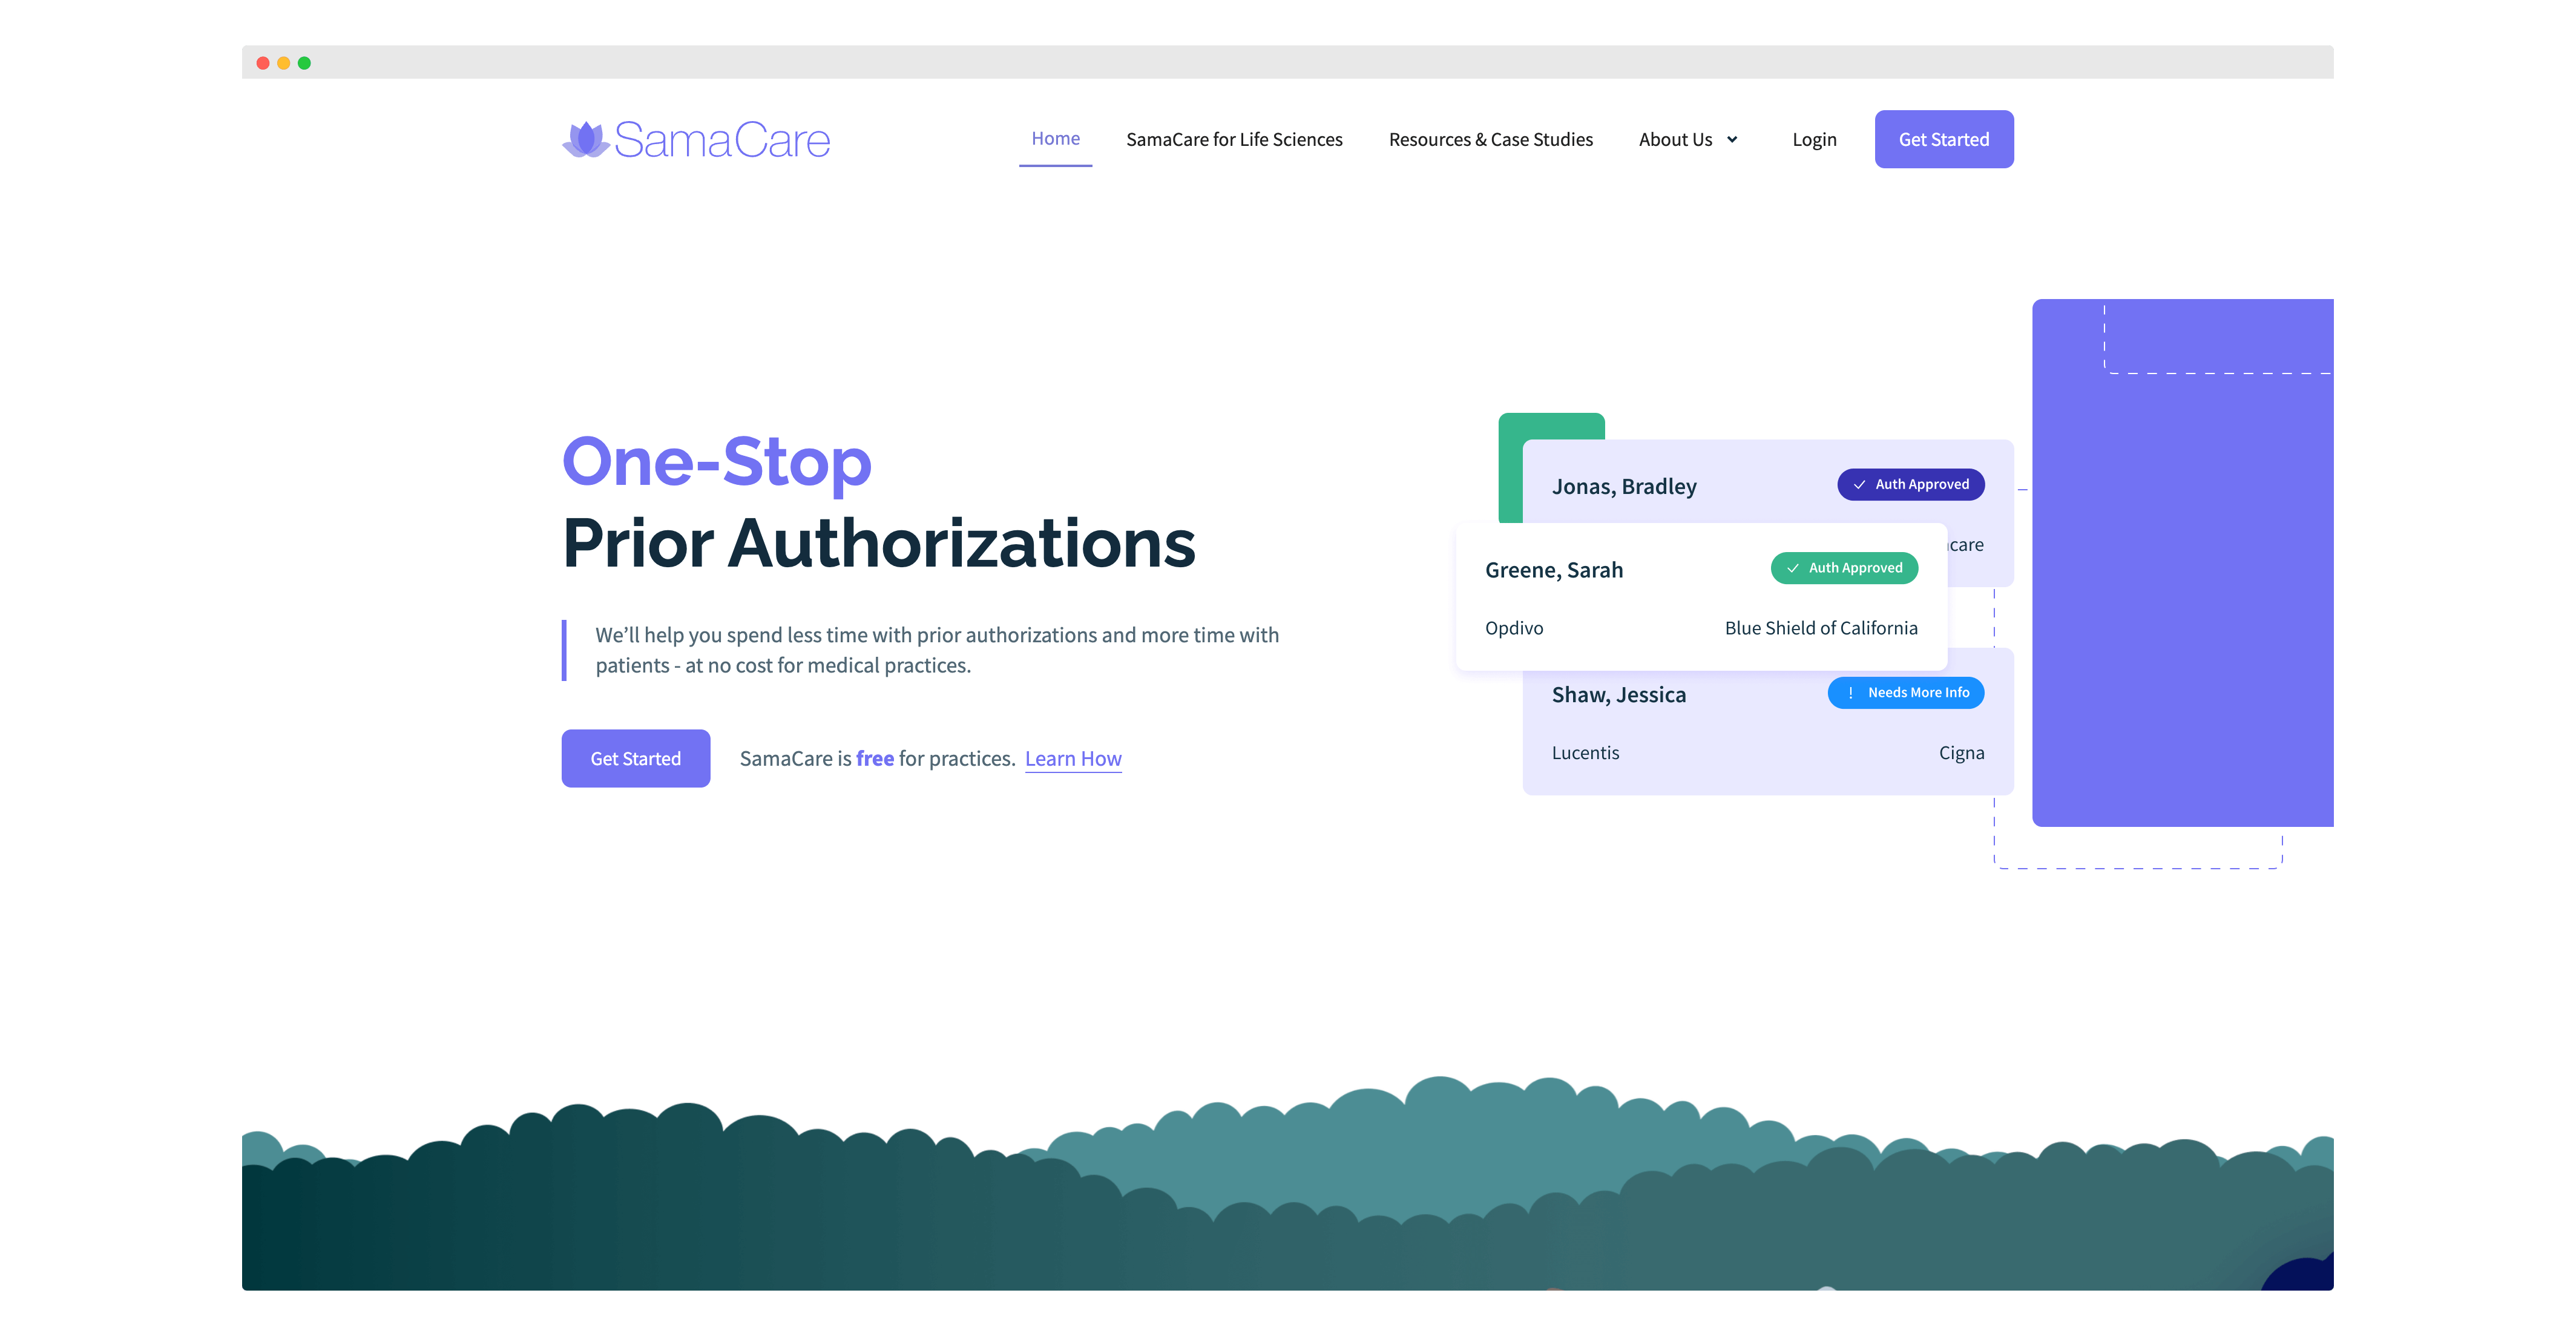 SamaCare
Home
SamaCare for Life Sciences
Resources & Case Studies
About Us
Login
Get Started
One-Stop
Prior Authorizations
We’ll help you spend less time with prior authorizations and more time with
patients - at no cost for medical practices.
Get Started
SamaCare is free for practices. Learn How
Jonas, Bradley
Auth Approved
Greene, Sarah
Auth Approved
Opdivo
Blue Shield of California
Shaw, Jessica
! Needs More Info
Lucentis
Cigna